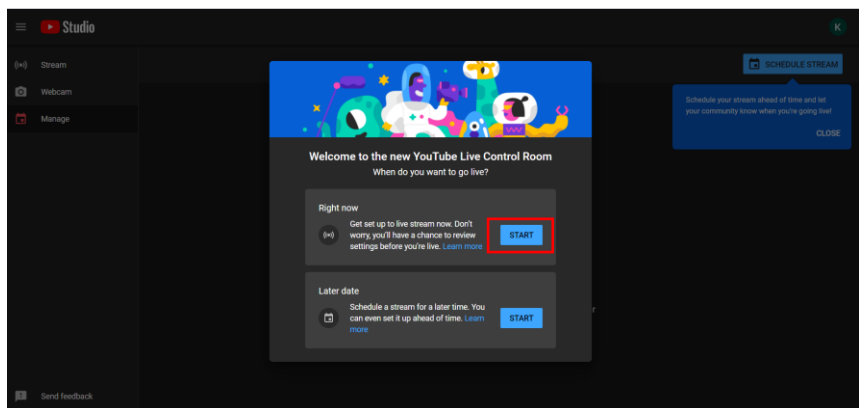 Studio
K
Stream
Webcam
Manage
SCHEDULE STREAM
Schedule your stream ahead of time and let
your community know when you're going live!
CLOSE
Welcome to the new YouTube Live Control Room
When do you want to go live?
Right now
Get set up to live stream now. Don't
worry, you'll have a chance to review
settings before you're live. Learn more
START
Later date
Schedule a stream for a later time. You
can even set it up ahead of time. Learn
more
START
Send feedback